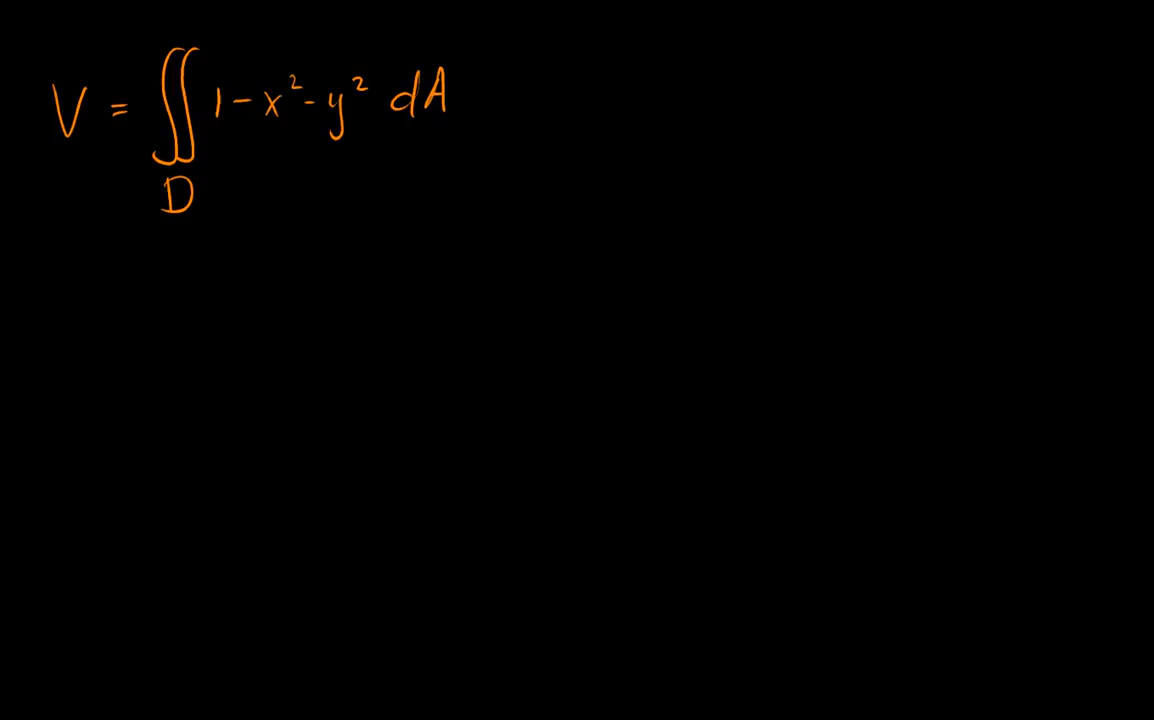 V = ∬ 1 - x² - y² dA
D